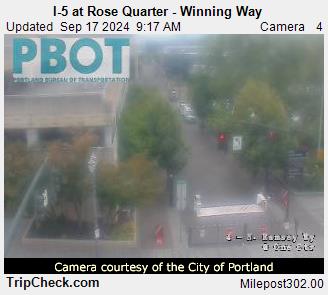 I-5 at Rose Quarter - Winning Way
Updated Sep 17 2024 9:17 AM Camera 4
PBOT
PORTLAND BUREAU OF TRANSPORTATION
Camera courtesy of the City of Portland
TripCheck.com Milepost302.00